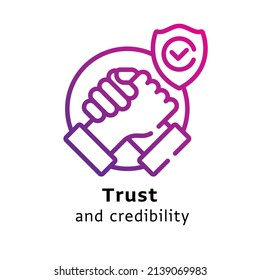 Trust
and credibility
shutterstock.com · 2139069983